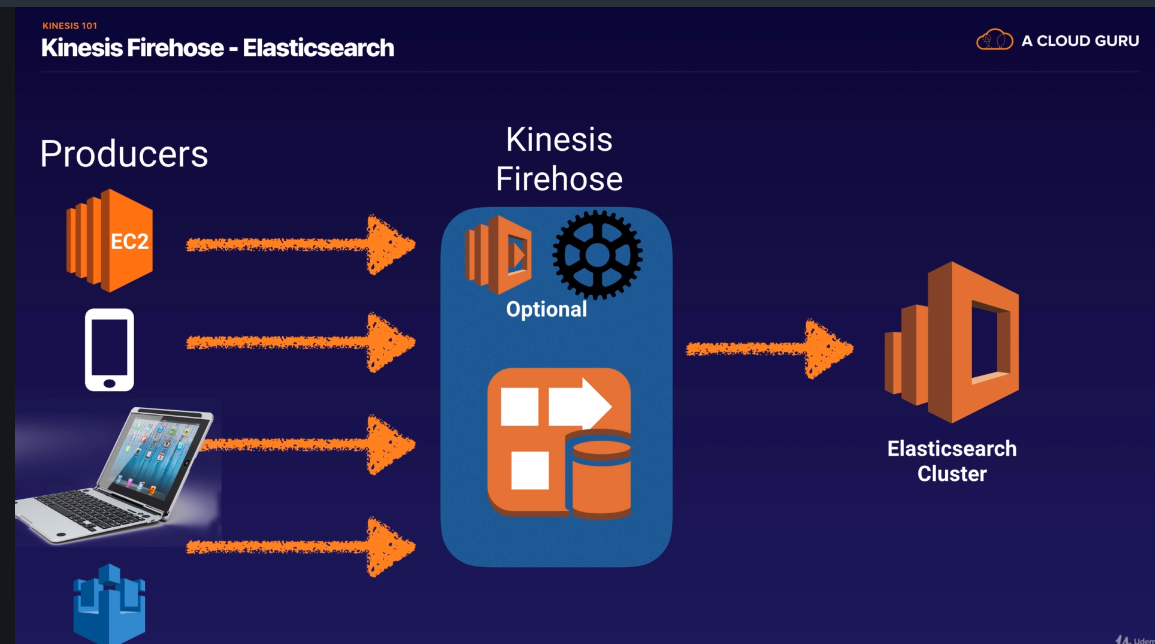 KINESIS 101
Kinesis Firehose - Elasticsearch
A CLOUD GURU
Producers
Kinesis
Firehose
EC2
Optional
Elasticsearch
Cluster
Udem